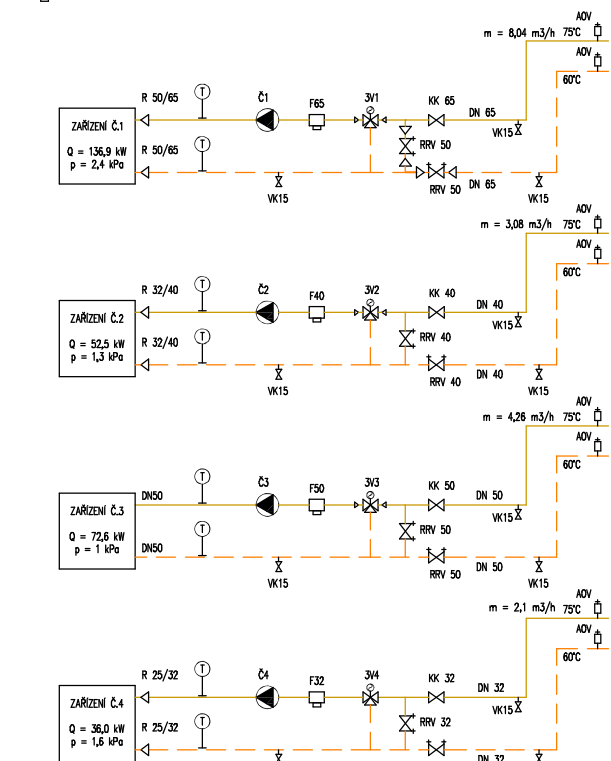 AOV
m = 8,04 m3/h 75°C
AOV
60°C
R 50/65
T
Č1
F65
3V1
KK 65
DN 65
VK15
ZAŘÍZENÍ Č.1
Q = 136,9 kW
p = 2,4 kPa
R 50/65
T
RRV 50
RRV 50
DN 65
VK15
VK15
AOV
m = 3,08 m3/h 75°C
AOV
60°C
R 32/40
T
Č2
F40
3V2
KK 40
DN 40
VK15
ZAŘÍZENÍ Č.2
Q = 52,5 kW
p = 1,3 kPa
R 32/40
T
RRV 40
RRV 40
DN 40
VK15
VK15
AOV
m = 4,26 m3/h 75°C
AOV
60°C
DN50
T
Č3
F50
3V3
KK 50
DN 50
VK15
ZAŘÍZENÍ Č.3
Q = 72,6 kW
p = 1 kPa
DN50
T
RRV 50
RRV 50
DN 50
VK15
VK15
AOV
m = 2,1 m3/h 75°C
AOV
60°C
R 25/32
T
Č4
F32
3V4
KK 32
DN 32
VK15
ZAŘÍZENÍ Č.4
Q = 36,0 kW
p = 1,6 kPa
R 25/32
T
RRV 32
DN 32